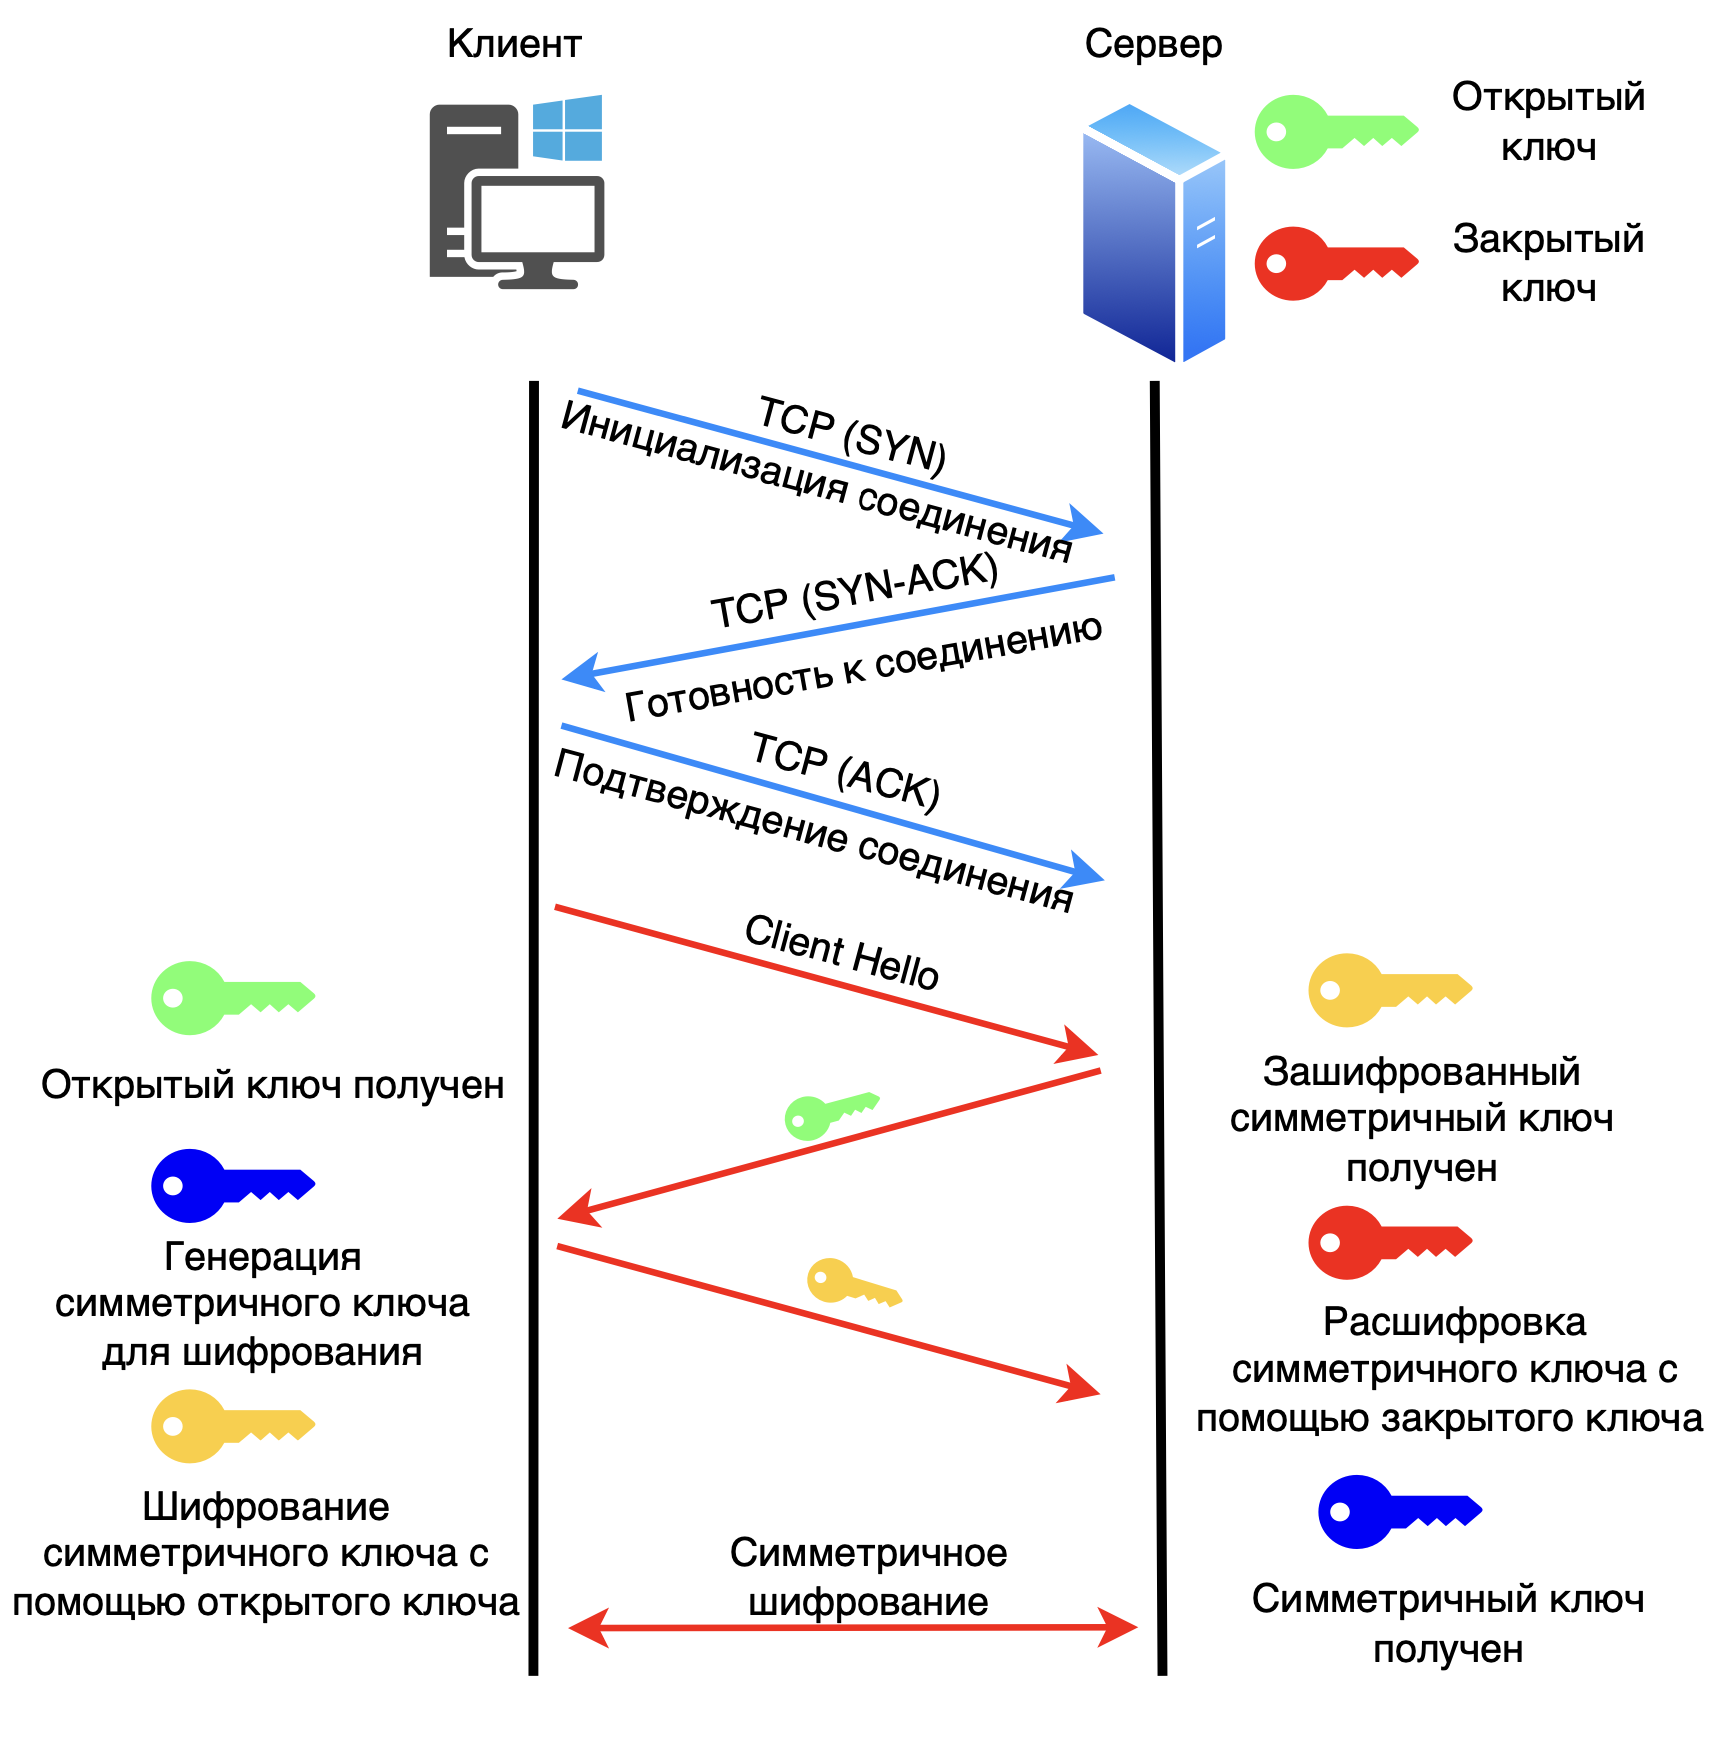 Клиент
Сервер
Открытый
ключ
Закрытый
ключ
TCP (SYN)
Инициализация соединения
TCP (SYN-ACK)
Готовность к соединению
TCP (ACK)
Подтверждение соединения
Client Hello
Открытый ключ получен
Генерация
симметричного ключа
для шифрования
Шифрование
симметричного ключа с
помощью открытого ключа
Зашифрованный
симметричный ключ
получен
Расшифровка
симметричного ключа с
помощью закрытого ключа
Симметричный ключ
получен
Симметричное
шифрование